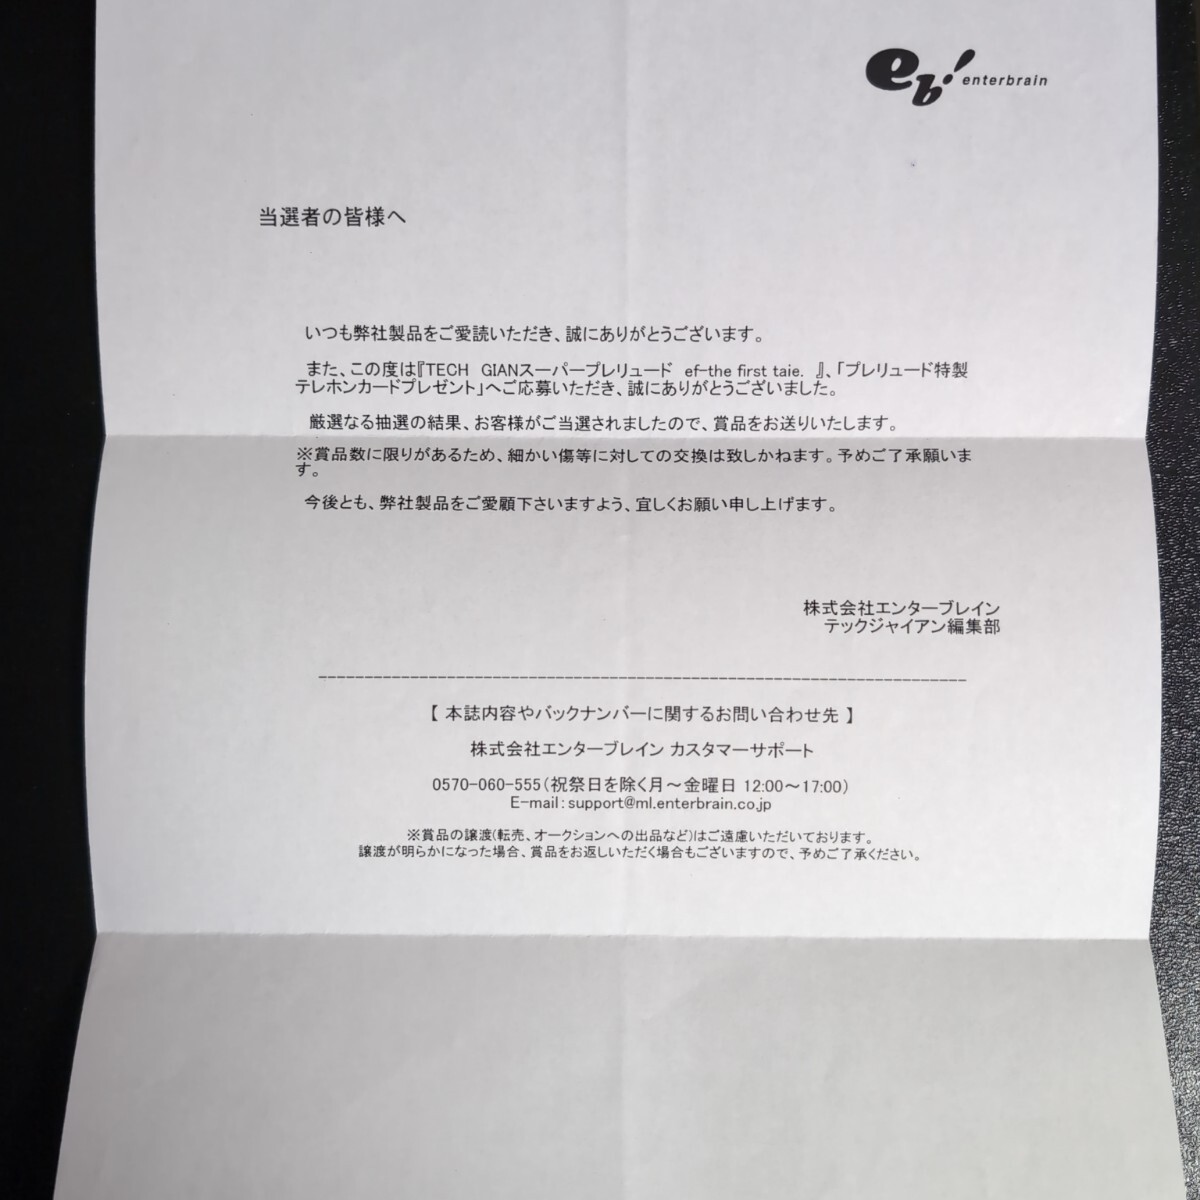 eb! enterbrain
当選者の皆様へ
いつも弊社製品をご愛読いただき、誠にありがとうございます。
また、この度は『TECH GIANスーパープレリュード ef-the first taie. 』、「プレリュード特製
テレホンカードプレゼント」へご応募いただき、誠にありがとうございました。
厳選なる抽選の結果、お客様がご当選されましたので、賞品をお送りいたします。
※賞品数に限りがあるため、細かい傷等に対しての交換は致しかねます。予めご了承願いま
す。
今後とも、弊社製品をご愛顧下さいますよう、宜しくお願い申し上げます。
株式会社エンターブレイン
テックジャイアン編集部
------------------------------------------------------------------------
【 本誌内容やバックナンバーに関するお問い合わせ先 】
株式会社エンターブレイン カスタマーサポート
0570-060-555(祝祭日を除く月～金曜日 12:00～17:00)
E-mail:support@ml.enterbrain.co.jp
※賞品の譲渡(転売、オークションへの出品など)はご遠慮いただいております。
譲渡が明らかになった場合、賞品をお返しいただく場合もございますので、予めご了承ください。